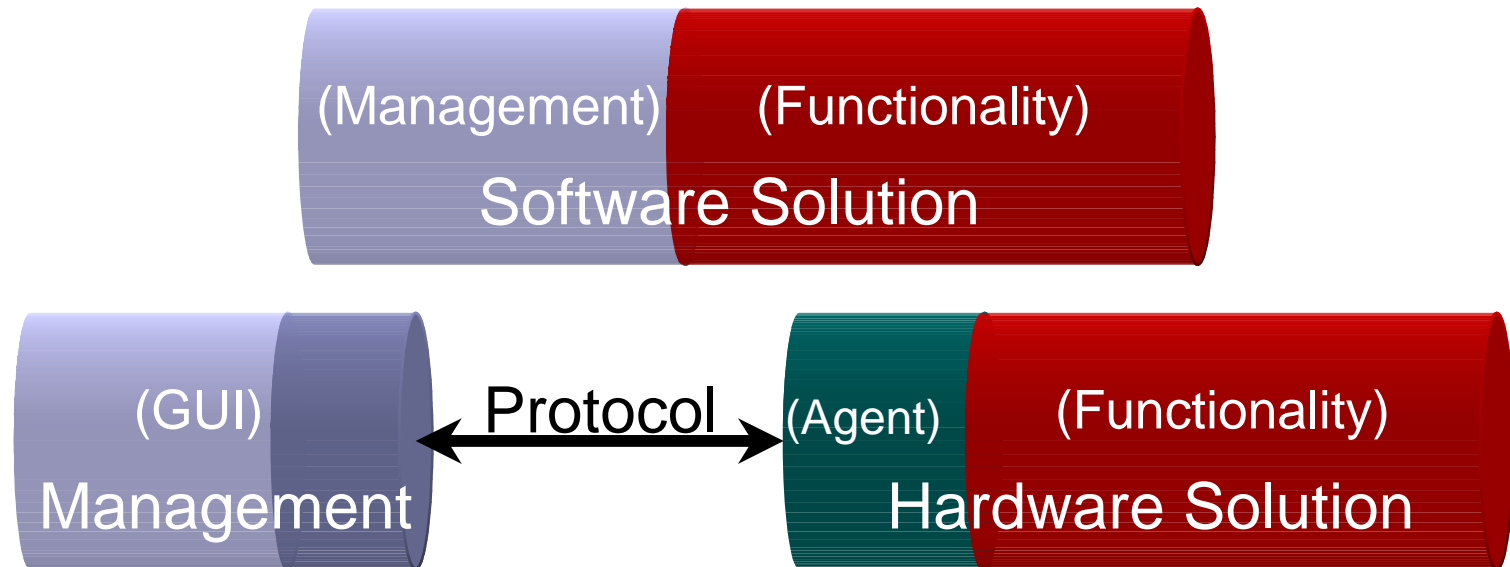 (Management) (Functionality)
Software Solution
(GUI) Protocol (Agent) (Functionality)
Management Hardware Solution